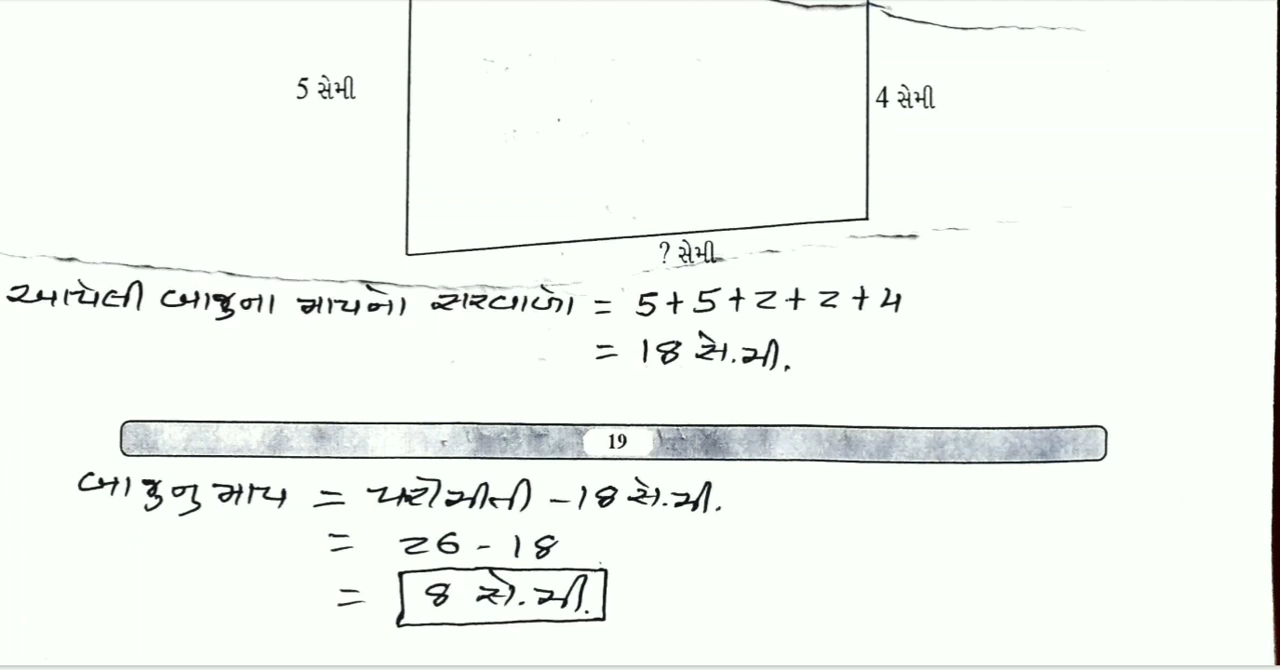 5 સેમી
4 સેમી
? સેમી
આપેલી બાજુના માપનો સરવાળો = 5+5+2+2+4
= 18 સે.મી.
19
બાજુનુ માપ = પરીમીતી - 18 સે.મી.
= 26 - 18
= 8 સે.મી.